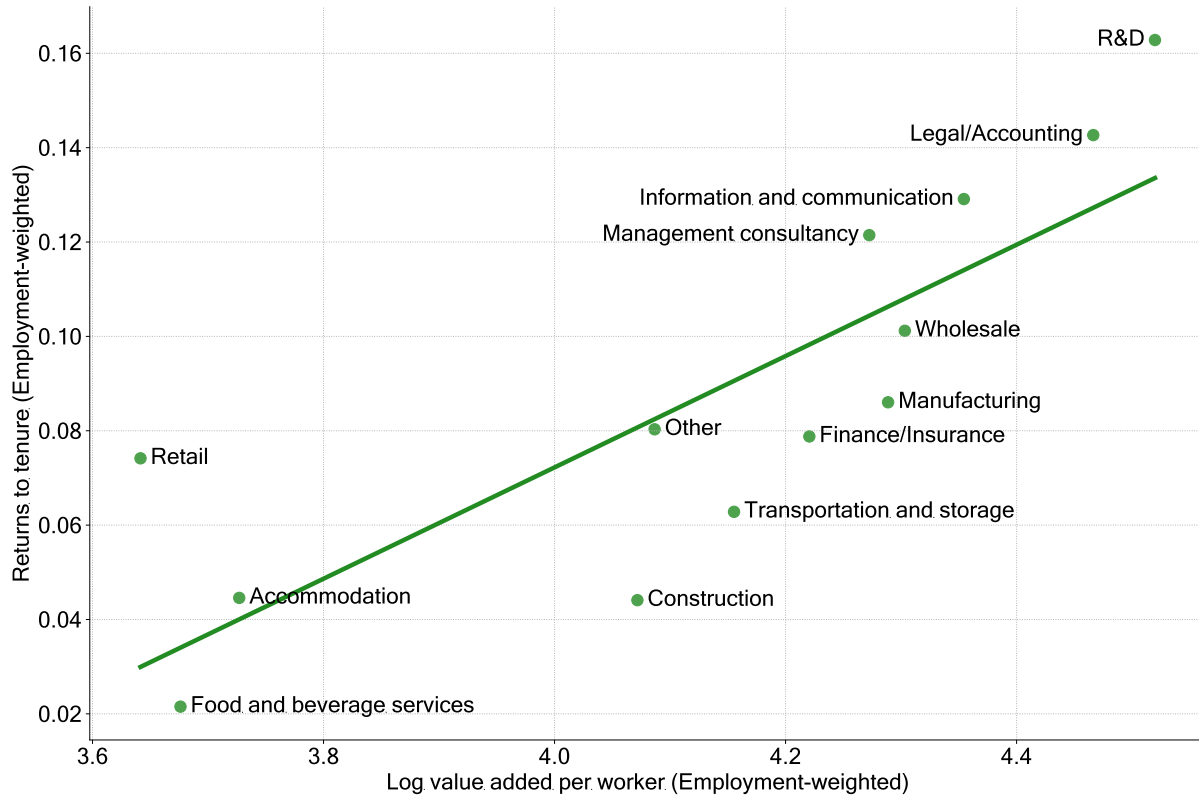 0.16
0.14
0.12
0.10
0.08
0.06
0.04
0.02
Returns to tenure (Employment-weighted)
R&D
Legal/Accounting
Information and communication
Management consultancy
Wholesale
Manufacturing
Other
Finance/Insurance
Retail
Transportation and storage
Accommodation
Construction
Food and beverage services
3.6
3.8
4.0
4.2
4.4
Log value added per worker (Employment-weighted)